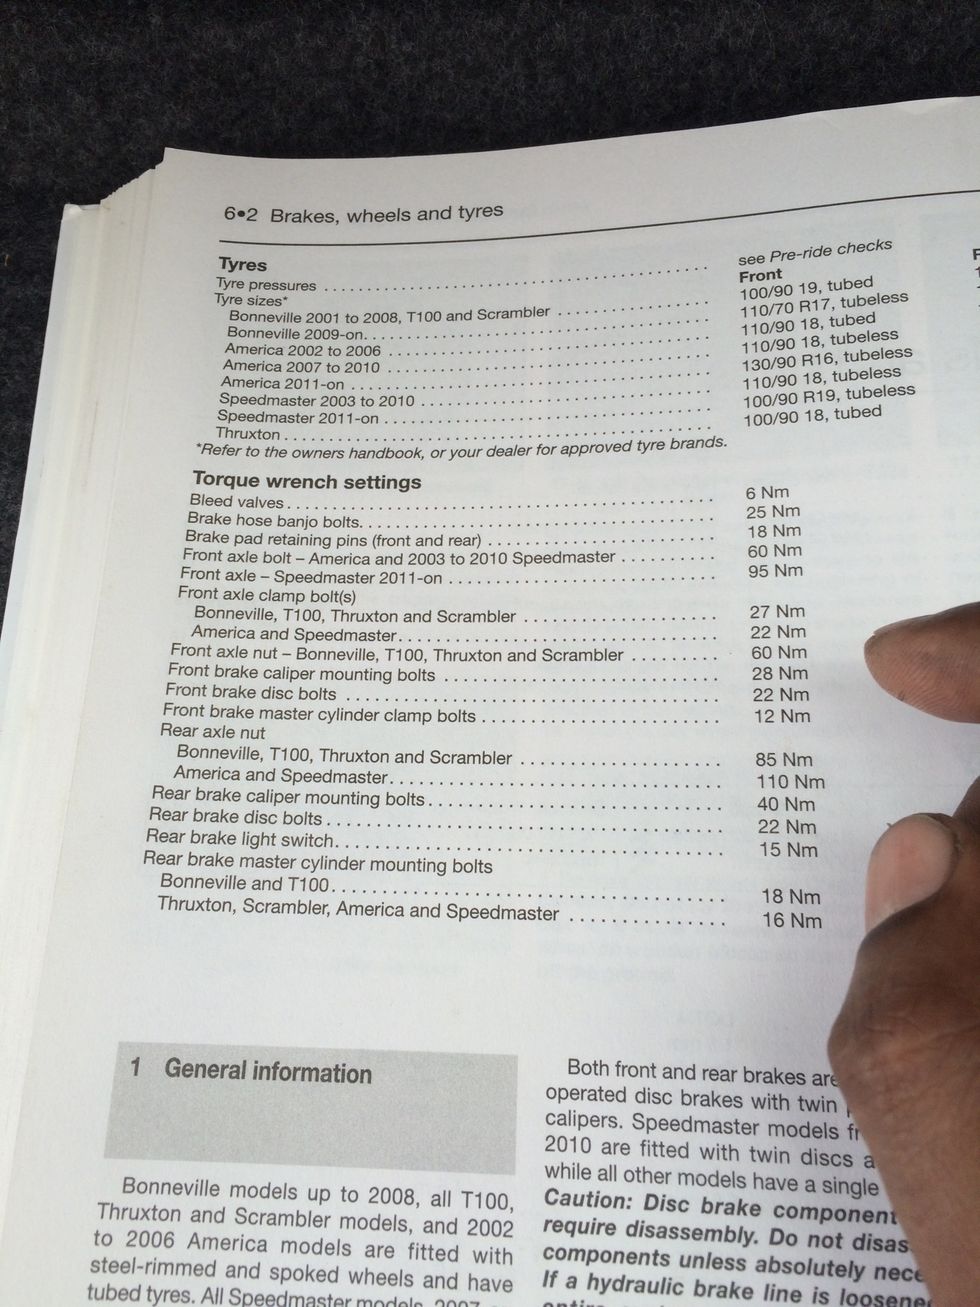 6•2 Brakes, wheels and tyres
Tyres
Tyre pressures ........ see Pre-ride checks
Tyre sizes* Front
Bonneville 2001 to 2008, T100 and Scrambler ........ 100/90 19, tubed
Bonneville 2009-on ........ 110/70 R17, tubeless
America 2002 to 2006 ........ 110/90 18, tubed
America 2007 to 2010 ........ 110/90 18, tubeless
America 2011-on ........ 130/90 R16, tubeless
Speedmaster 2003 to 2010 ........ 110/90 18, tubeless
Speedmaster 2011-on ........ 100/90 R19, tubeless
Thruxton ........ 100/90 18, tubed
*Refer to the owners handbook, or your dealer for approved tyre brands.
Torque wrench settings
Bleed valves ........ 6 Nm
Brake hose banjo bolts ........ 25 Nm
Brake pad retaining pins (front and rear) ........ 18 Nm
Front axle bolt – America and 2003 to 2010 Speedmaster ........ 60 Nm
Front axle – Speedmaster 2011-on ........ 95 Nm
Front axle clamp bolt(s)
Bonneville, T100, Thruxton and Scrambler ........ 27 Nm
America and Speedmaster ........ 22 Nm
Front axle nut – Bonneville, T100, Thruxton and Scrambler ........ 60 Nm
Front brake caliper mounting bolts ........ 28 Nm
Front brake disc bolts ........ 22 Nm
Front brake master cylinder clamp bolts ........ 12 Nm
Rear axle nut
Bonneville, T100, Thruxton and Scrambler ........ 85 Nm
America and Speedmaster ........ 110 Nm
Rear brake caliper mounting bolts ........ 40 Nm
Rear brake disc bolts ........ 22 Nm
Rear brake light switch ........ 15 Nm
Rear brake master cylinder mounting bolts
Bonneville and T100 ........ 18 Nm
Thruxton, Scrambler, America and Speedmaster ........ 16 Nm
1 General information
Bonneville models up to 2008, all T100,
Thruxton and Scrambler models, and 2002
to 2006 America models are fitted with
steel-rimmed and spoked wheels and have
tubed tyres. All Speedmaster models, 2007
Both front and rear brakes are
operated disc brakes with twin
calipers. Speedmaster models
2010 are fitted with twin discs
while all other models have a single
Caution: Disc brake component
require disassembly. Do not disas
components unless absolutely nece
If a hydraulic brake line is loosene